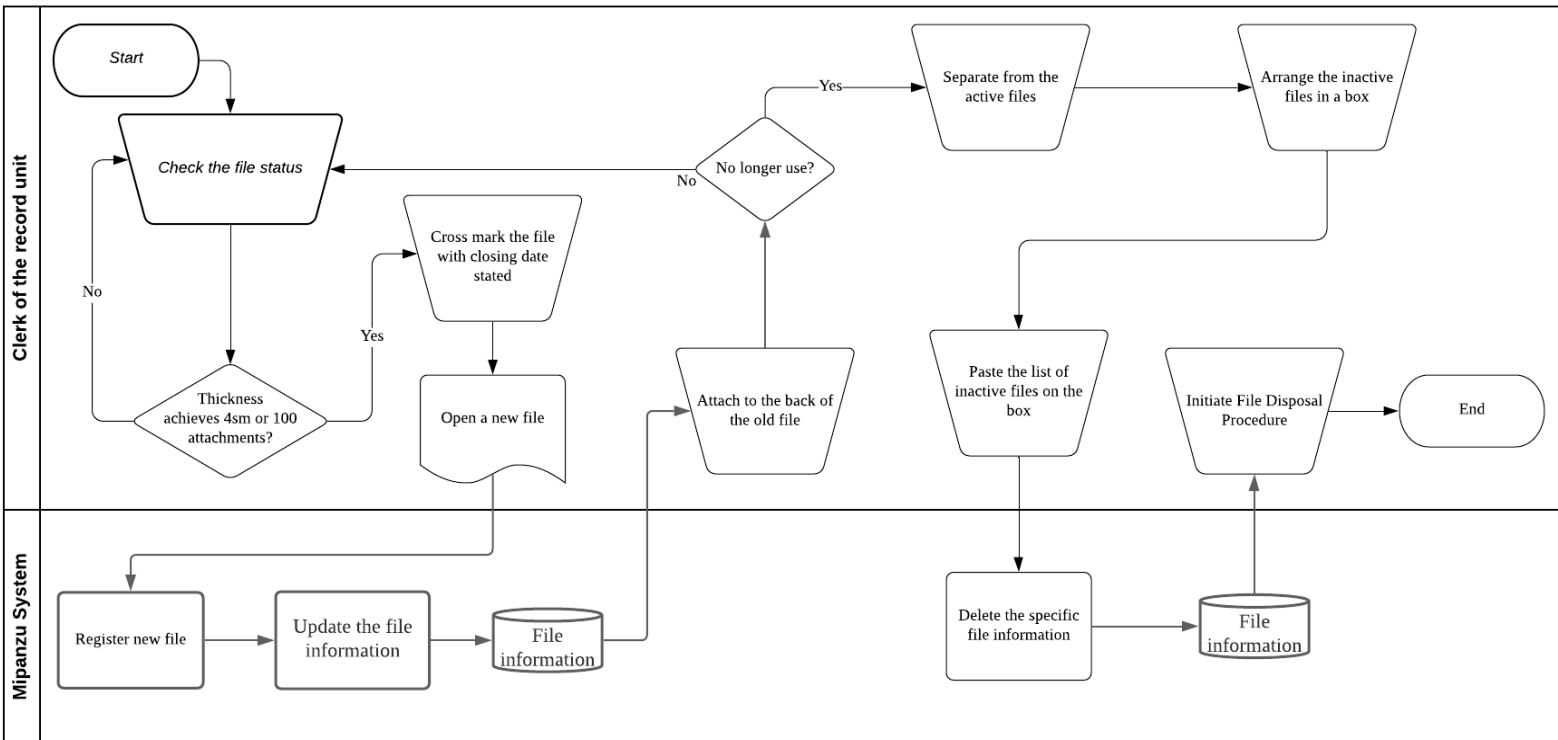 Clerk of the record unit
Start
Check the file status
No
Thickness
achieves 4sm or 100
attachments?
Yes
Cross mark the file
with closing date
stated
Open a new file
Attach to the back of
the old file
No longer use?
No
Yes
Separate from the
active files
Arrange the inactive
files in a box
Paste the list of
inactive files on the
box
Initiate File Disposal
Procedure
End
Mipanzu System
Register new file
Update the file
information
File
information
Delete the specific
file information
File
information